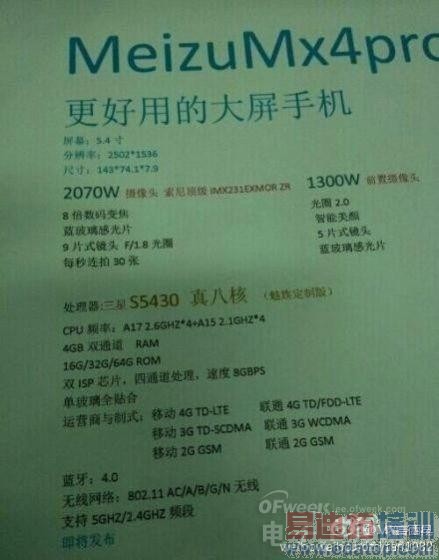 MeizuMx4pro
更好用的大屏手机
屏幕：5.4 寸
分辨率：2502*1536
尺寸：143*74.1*7.9
2070W 摄像头 索尼顶级 IMX231EXMOR ZR
1300W 前置摄像头
8 倍数码变焦
蓝玻璃感光片
9 片式镜头 F/1.8 光圈
每秒连拍 30 张
光圈 2.0
智能美颜
5 片式镜头
蓝玻璃感光片
处理器:三星 S5430 真八核 （魅族定制版）
CPU 频率：A17 2.6GHZ*4+A15 2.1GHZ*4
4GB 双通道 RAM
16G/32G/64G ROM
双 ISP 芯片，四通道处理，速度 8GBPS
单玻璃全贴合
运营商与制式：移动 4G TD-LTE 联通 4G TD/FDD-LTE
移动 3G TD-SCDMA 联通 3G WCDMA
移动 2G GSM 联通 2G GSM
蓝牙：4.0
无线网络：802.11 AC/A/B/G/N 无线
支持 5GHZ/2.4GHZ 频段
即将发布
OFweek
ee.ofweek.com